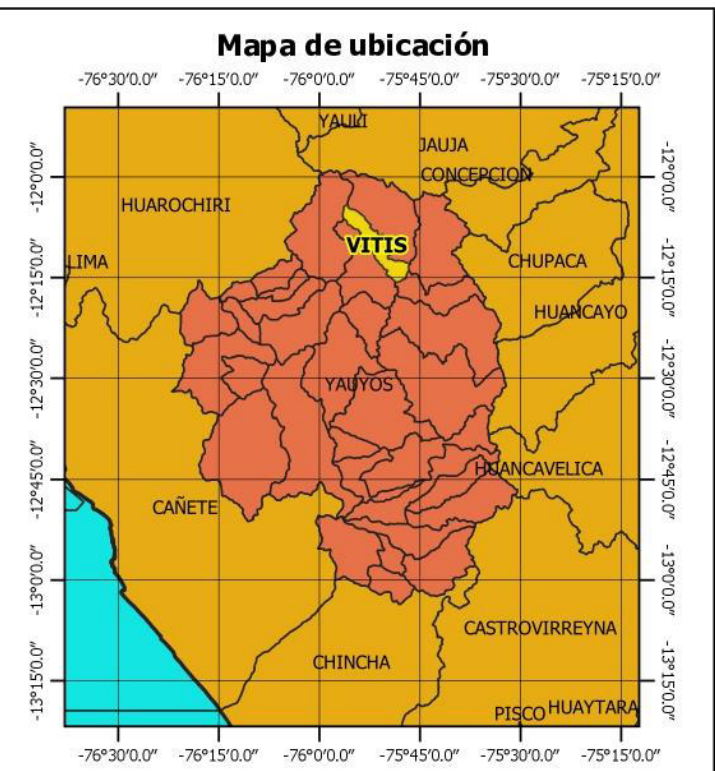 Mapa de ubicación
-76°30'0.0" -76°15'0.0" -76°0'0.0" -75°45'0.0" -75°30'0.0" -75°15'0.0"
YAULI
JAUJA
-12°0'0.0" CONCEPCION -12°0'0.0"
HUAROCHIRI
VITIS
LIMA CHUPACA
-12°15'0.0" -12°15'0.0"
HUANCAYO
-12°30'0.0" YAUYOS -12°30'0.0"
HUANCAVELICA
-12°45'0.0" -12°45'0.0"
CAÑETE
-13°0'0.0" -13°0'0.0"
CASTROVIRREYNA
CHINCHA
-13°15'0.0" -13°15'0.0"
PISCO HUAYTARA
-76°30'0.0" -76°15'0.0" -76°0'0.0" -75°45'0.0" -75°30'0.0" -75°15'0.0"